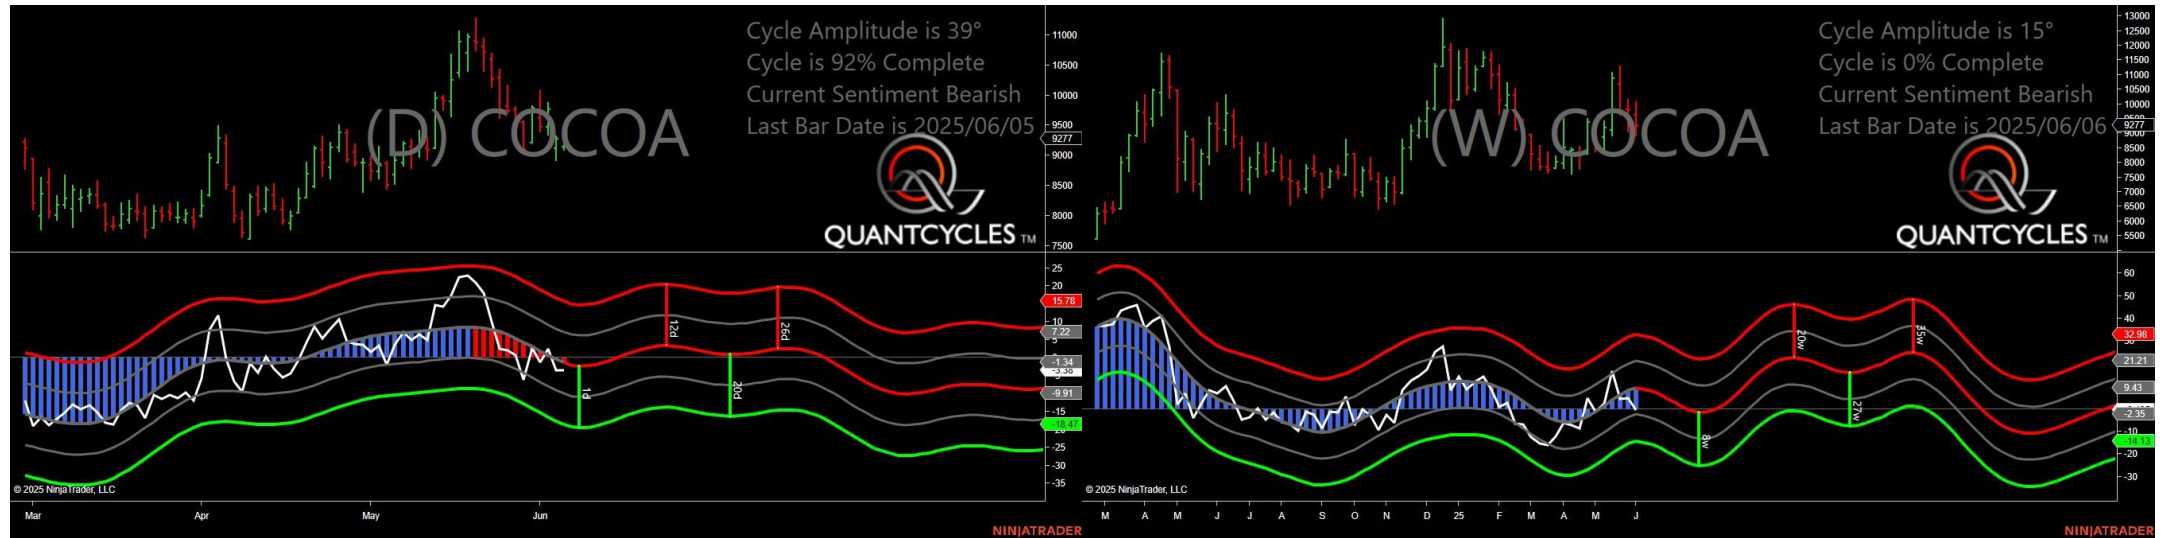 Cycle Amplitude is 39°
Cycle is 92% Complete
Current Sentiment Bearish
Last Bar Date is 2025/06/05
(D) COCOA
QUANTCYCLES TM
11000
10500
10000
9500
9277
9000
8500
8000
7500
25
20
15.78
10
7.22
5
-1.34
-3.38
-9.91
-15
-18.47
-25
-30
-35
12d
26d
1d
20d
© 2025 NinjaTrader, LLC
Mar Apr May Jun
NINJATRADER
Cycle Amplitude is 15°
Cycle is 0% Complete
Current Sentiment Bearish
Last Bar Date is 2025/06/06
(W) COCOA
QUANTCYCLES TM
13000
12500
12000
11500
11000
10500
10000
9500
9277
9000
8500
8000
7500
7000
6500
6000
5500
60
50
40
32.98
21.21
9.43
-2.35
-10
-14.13
-20
-30
20w
35w
8w
27w
© 2025 NinjaTrader, LLC
M A M J J A S O N D 25 F M A M J
NINJATRADER